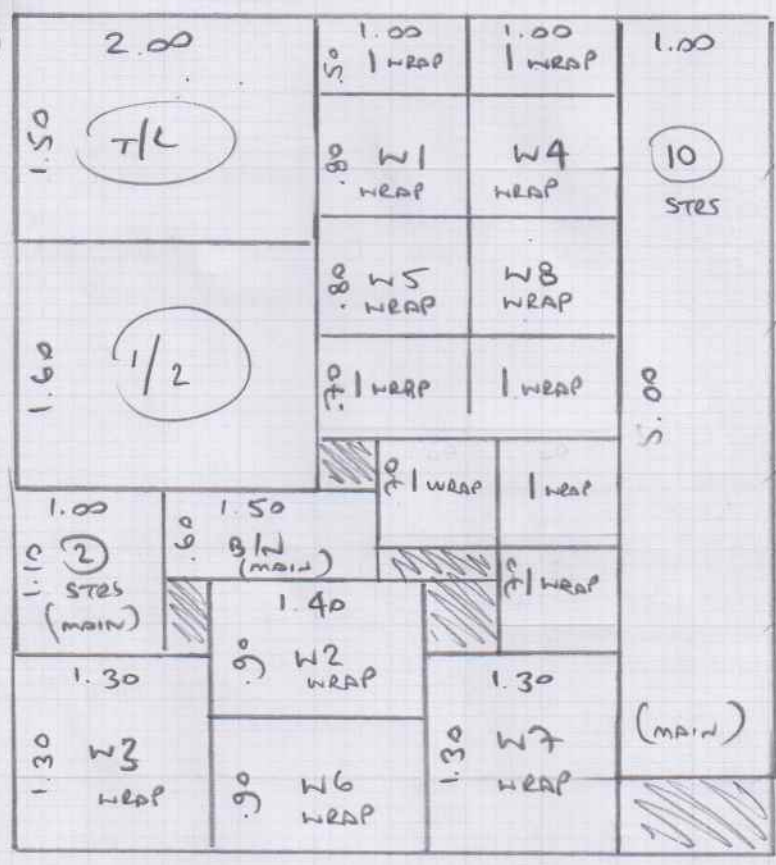 2.00
1.50
T/L
1.00
.50
1 WRAP
1.00
1 WRAP
1.00
10
STRS
5.00
(MAIN)
.80
W1
WRAP
W4
WRAP
.80
W5
WRAP
W8
WRAP
1.60
1/2
.70
1 WRAP
1 WRAP
.70
1 WRAP
1 WRAP
1.00
1.10
2
STRS
(MAIN)
1.50
.60
B/N
(MAIN)
1 WRAP
1.40
.90
W2
WRAP
1.30
1.30
W3
WRAP
.90
W6
WRAP
1.30
1.30
W7
WRAP